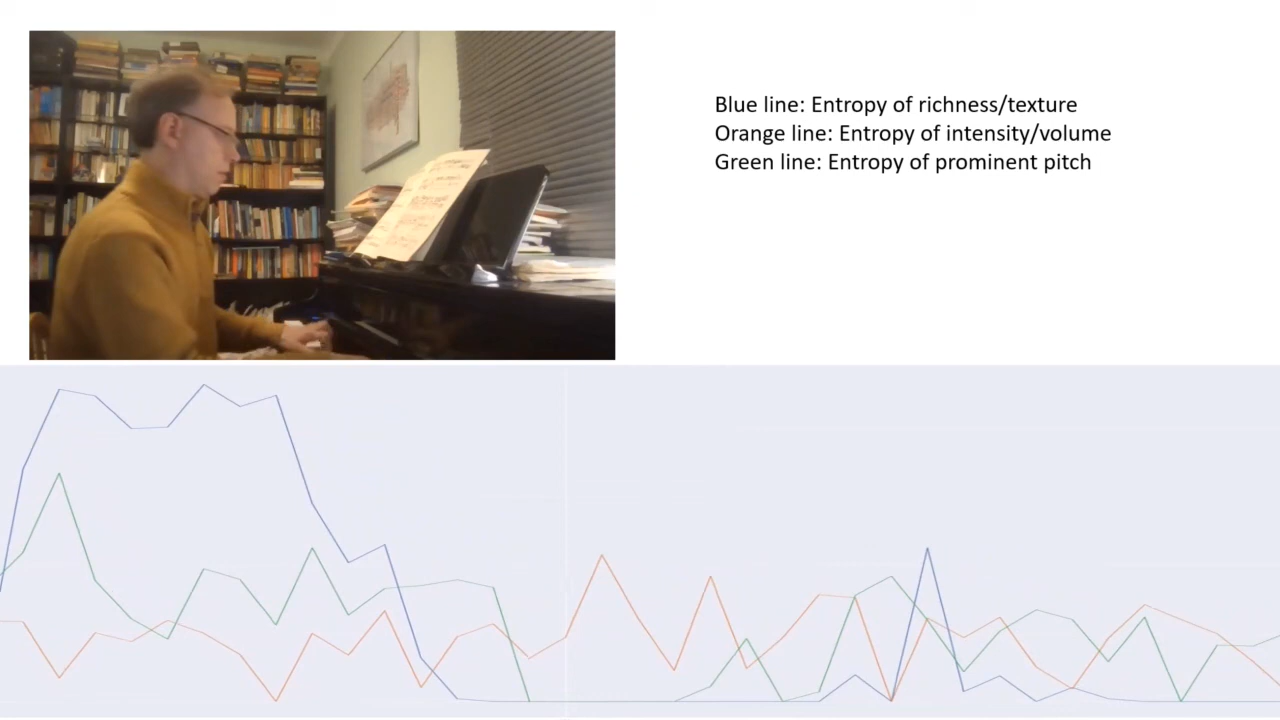 Blue line: Entropy of richness/texture
Orange line: Entropy of intensity/volume
Green line: Entropy of prominent pitch